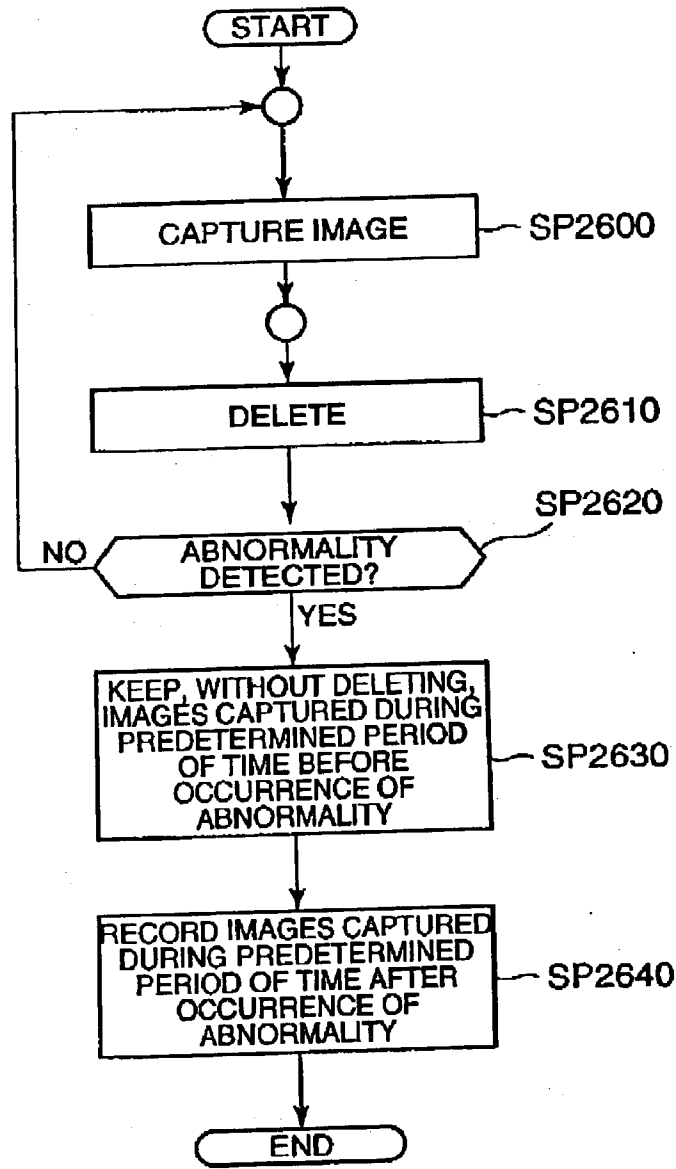 START
CAPTURE IMAGE
SP2600
DELETE
SP2610
SP2620
NO
ABNORMALITY
DETECTED?
YES
KEEP, WITHOUT DELETING,
IMAGES CAPTURED DURING
PREDETERMINED PERIOD
OF TIME BEFORE
OCCURRENCE OF
ABNORMALITY
SP2630
RECORD IMAGES CAPTURED
DURING PREDETERMINED
PERIOD OF TIME AFTER
OCCURRENCE OF
ABNORMALITY
SP2640
END